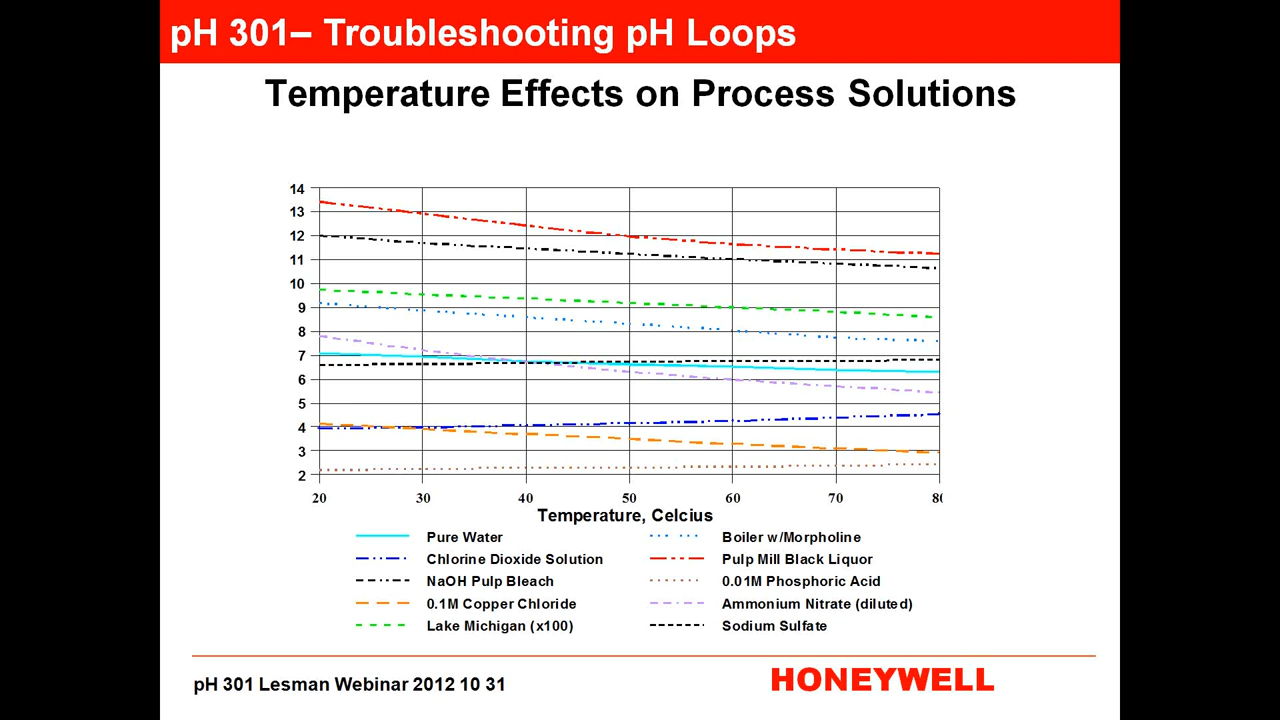 pH 301– Troubleshooting pH Loops
Temperature Effects on Process Solutions
14
13
12
11
10
9
8
7
6
5
4
3
2
20 30 40 50 60 70 80
Temperature, Celcius
Pure Water Boiler w/Morpholine
Chlorine Dioxide Solution Pulp Mill Black Liquor
NaOH Pulp Bleach 0.01M Phosphoric Acid
0.1M Copper Chloride Ammonium Nitrate (diluted)
Lake Michigan (x100) Sodium Sulfate
pH 301 Lesman Webinar 2012 10 31 HONEYWELL